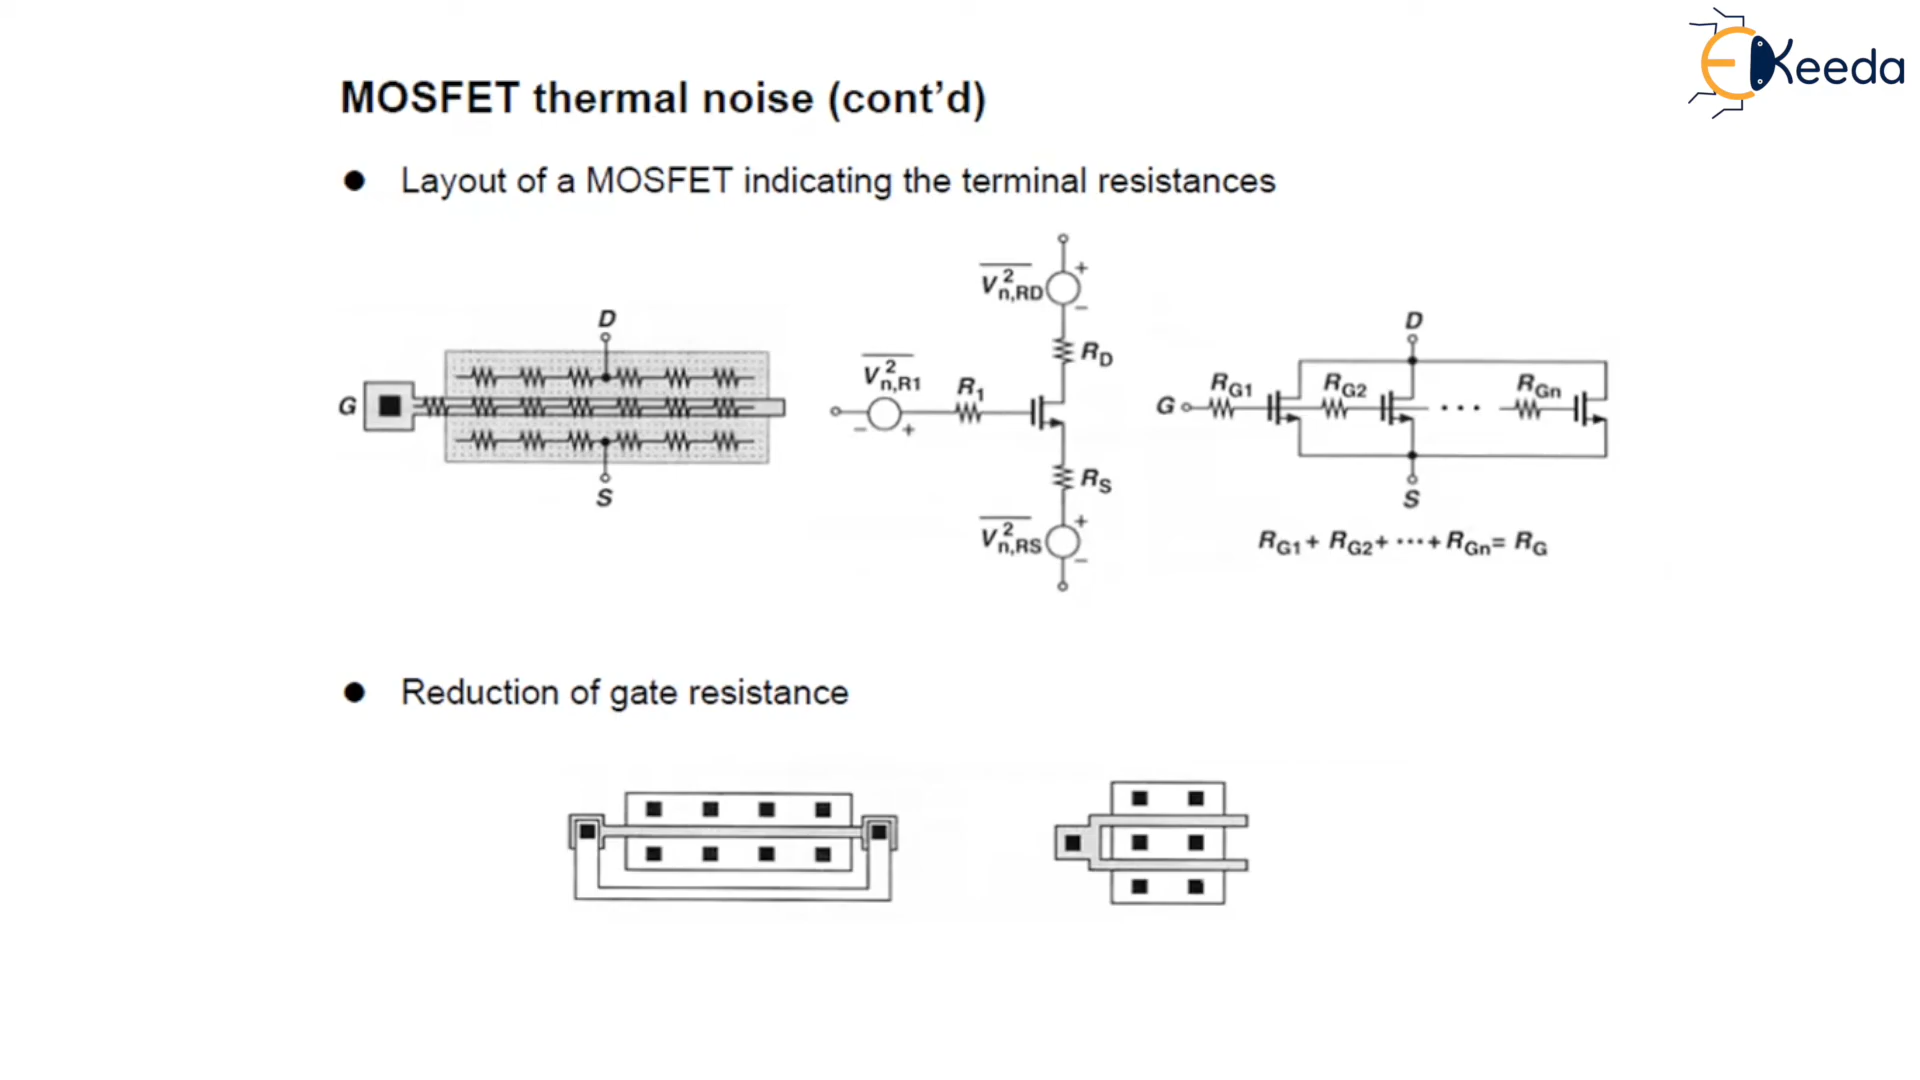 EKeeda
MOSFET thermal noise (cont'd)
● Layout of a MOSFET indicating the terminal resistances
D
G
S
V²n,RD
+
−
RD
V²n,R1
R1
−
+
RS
V²n,RS
+
−
D
RG1
RG2
RGn
G
...
S
RG1 + RG2 + ··· + RGn = RG
● Reduction of gate resistance